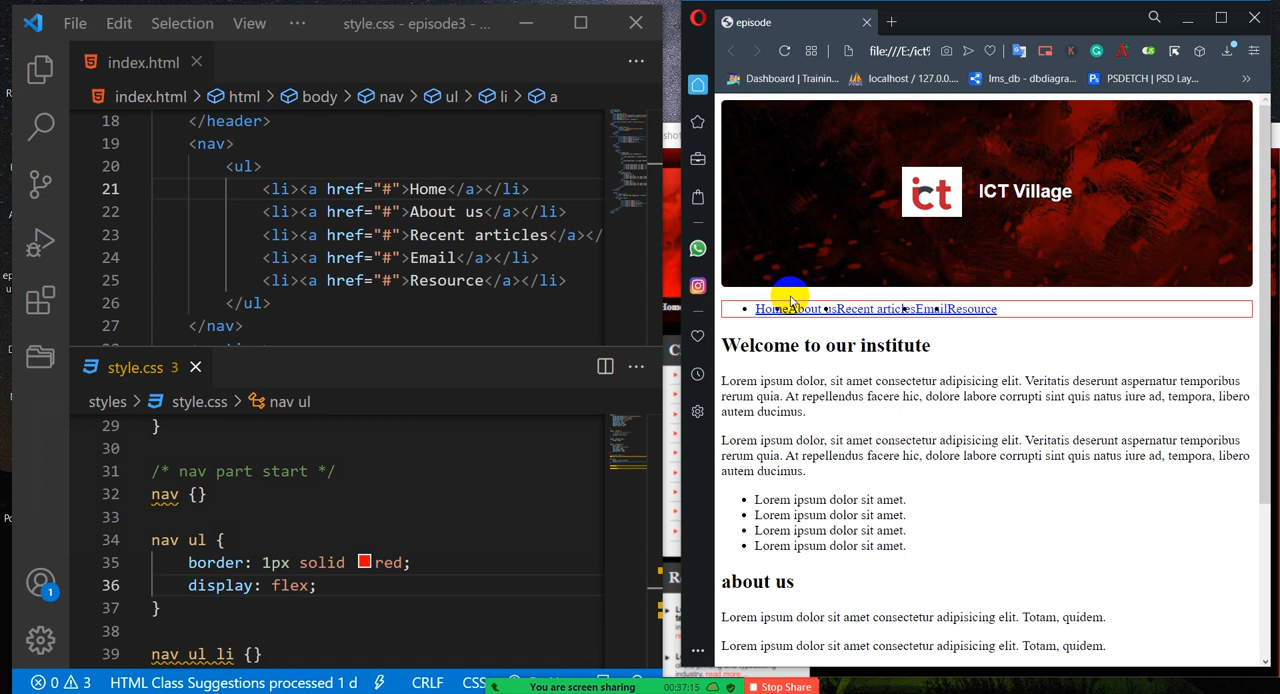 File Edit Selection View ··· style.css - episode3 - ...
index.html
index.html > html > body > nav > ul > li > a
18 </header>
19 <nav>
20 <ul>
21 <li><a href="#">Home</a></li>
22 <li><a href="#">About us</a></li>
23 <li><a href="#">Recent articles</a></
24 <li><a href="#">Email</a></li>
25 <li><a href="#">Resource</a></li>
26 </ul>
27 </nav>
style.css 3
styles > style.css > nav ul
29 }
30
31 /* nav part start */
32 nav {}
33
34 nav ul {
35 border: 1px solid red;
36 display: flex;
37 }
38
39 nav ul li {}
1
0 3 HTML Class Suggestions processed 1 d CRLF CSS
You are screen sharing 00:37:15 Stop Share
episode
file:///E:/ict9
Dashboard | Trainin... localhost / 127.0.0.... lms_db - dbdiagra... PSDETCH | PSD Lay...
ict ICT Village
HomeAbout usRecent articlesEmailResource
Welcome to our institute
Lorem ipsum dolor, sit amet consectetur adipisicing elit. Veritatis deserunt aspernatur temporibus
rerum quia. At repellendus facere hic, dolore labore corrupti sint quis natus iure ad, tempora, libero
autem ducimus.
Lorem ipsum dolor, sit amet consectetur adipisicing elit. Veritatis deserunt aspernatur temporibus
rerum quia. At repellendus facere hic, dolore labore corrupti sint quis natus iure ad, tempora, libero
autem ducimus.
• Lorem ipsum dolor sit amet.
• Lorem ipsum dolor sit amet.
• Lorem ipsum dolor sit amet.
• Lorem ipsum dolor sit amet.
about us
Lorem ipsum dolor sit amet consectetur adipisicing elit. Totam, quidem.
Lorem ipsum dolor sit amet consectetur adipisicing elit. Totam, quidem.